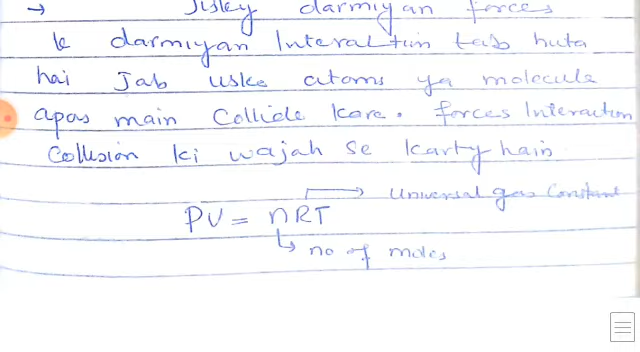 → Jiskey darmiyan forces
k darmiyan Interaction tab huta
hai Jab uske atoms ya molecule
apas main Collide kare. forces Interaction
Collision ki wajah se karty hain
→ Universal gas Constant
PV = nRT
↳ no of moles